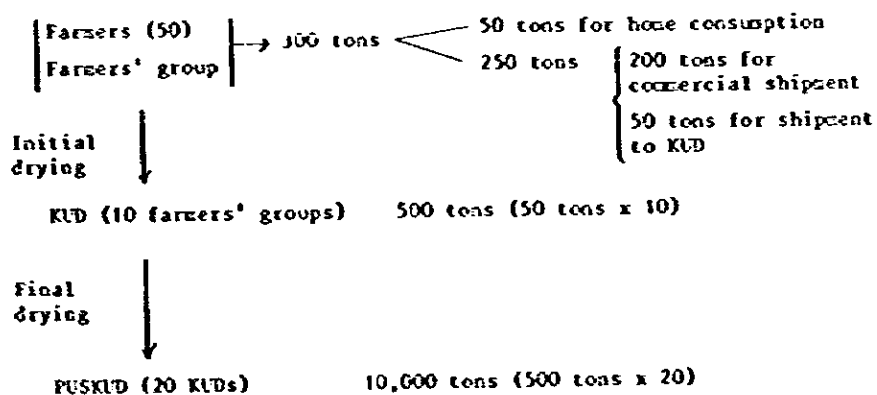 Farmers (50)
Farmers' group
300 tons
50 tons for home consumption
250 tons
200 tons for
commercial shipment
50 tons for shipment
to KUD
Initial
drying
KUD (10 farmers' groups) 500 tons (50 tons x 10)
Final
drying
PUSKUD (20 KUDs) 10,000 tons (500 tons x 20)